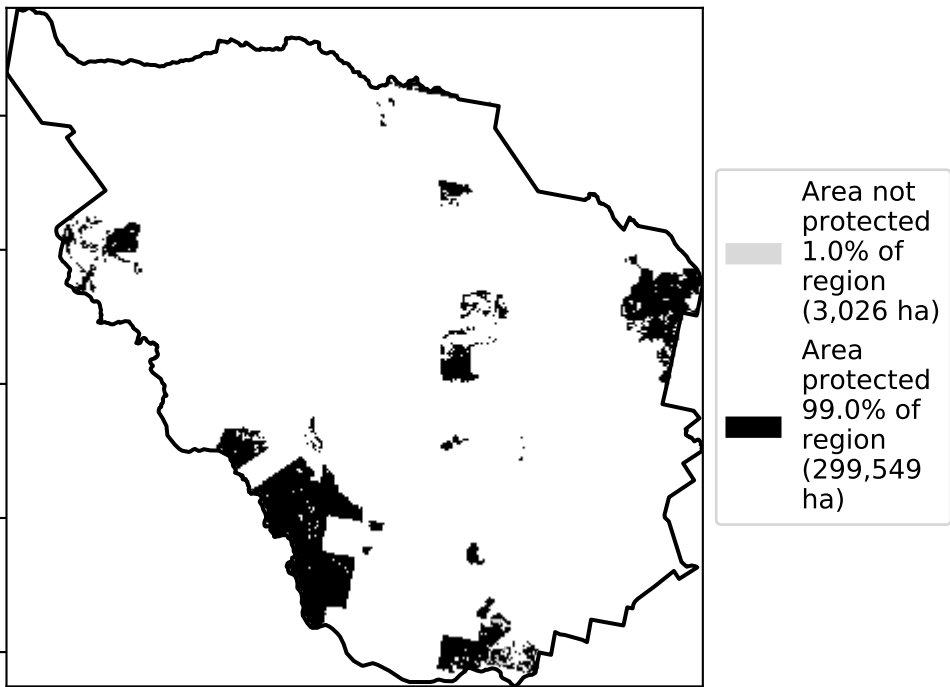 Area not
protected
1.0% of
region
(3,026 ha)
Area
protected
99.0% of
region
(299,549
ha)